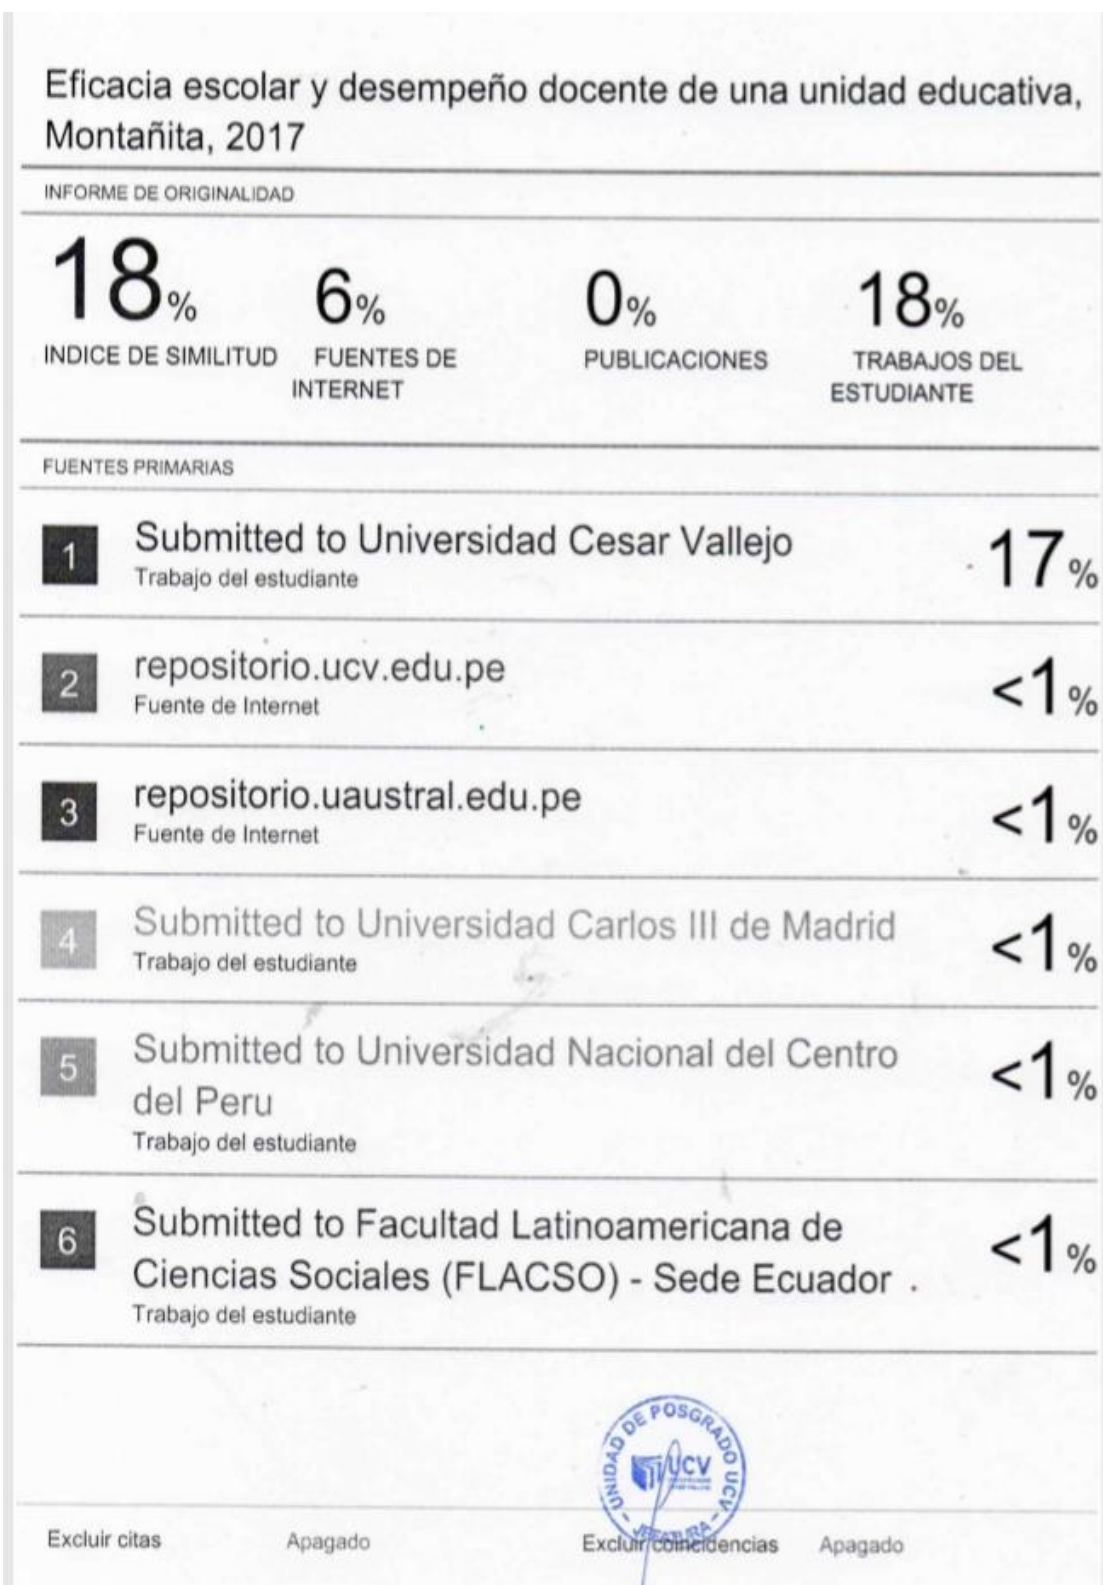 Eficacia escolar y desempeño docente de una unidad educativa,
Montañita, 2017
INFORME DE ORIGINALIDAD
18% 6% 0% 18%
INDICE DE SIMILITUD FUENTES DE PUBLICACIONES TRABAJOS DEL
INTERNET ESTUDIANTE
FUENTES PRIMARIAS
1 Submitted to Universidad Cesar Vallejo 17%
Trabajo del estudiante
2 repositorio.ucv.edu.pe <1%
Fuente de Internet
3 repositorio.uaustral.edu.pe <1%
Fuente de Internet
4 Submitted to Universidad Carlos III de Madrid <1%
Trabajo del estudiante
5 Submitted to Universidad Nacional del Centro <1%
del Peru
Trabajo del estudiante
6 Submitted to Facultad Latinoamericana de <1%
Ciencias Sociales (FLACSO) - Sede Ecuador
Trabajo del estudiante
UNIDAD DE POSGRADO UCV
UCV
JEFATURA
Excluir citas Apagado Excluir coincidencias Apagado